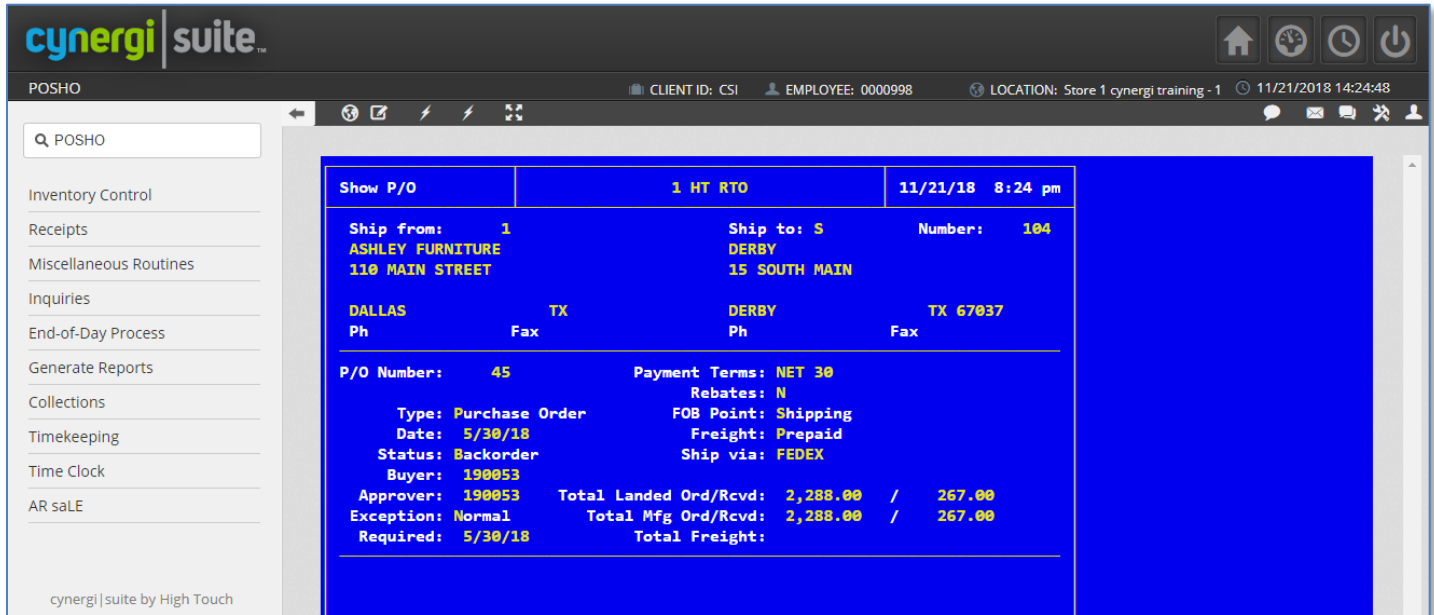 cynergi|suite™
POSHO CLIENT ID: CSI EMPLOYEE: 0000998 LOCATION: Store 1 cynergi training - 1 11/21/2018 14:24:48
POSHO
Inventory Control
Receipts
Miscellaneous Routines
Inquiries
End-of-Day Process
Generate Reports
Collections
Timekeeping
Time Clock
AR saLE
cynergi|suite by High Touch
Show P/O 1 HT RTO 11/21/18 8:24 pm
Ship from: 1 Ship to: S Number: 104
ASHLEY FURNITURE DERBY
110 MAIN STREET 15 SOUTH MAIN
DALLAS TX DERBY TX 67037
Ph Fax Ph Fax
P/O Number: 45 Payment Terms: NET 30
Rebates: N
Type: Purchase Order FOB Point: Shipping
Date: 5/30/18 Freight: Prepaid
Status: Backorder Ship via: FEDEX
Buyer: 190053
Approver: 190053 Total Landed Ord/Rcvd: 2,288.00 / 267.00
Exception: Normal Total Mfg Ord/Rcvd: 2,288.00 / 267.00
Required: 5/30/18 Total Freight: